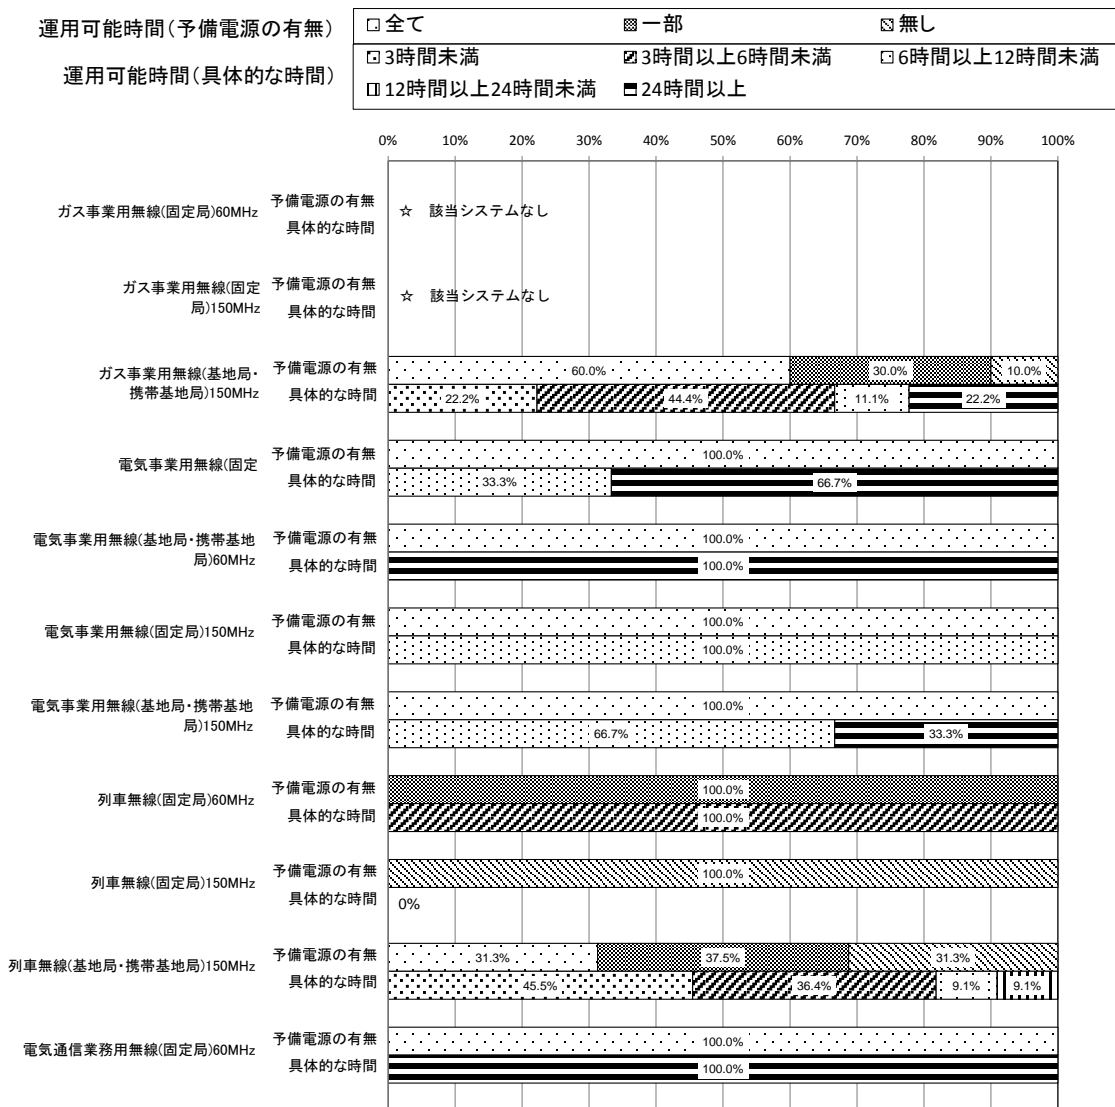 運用可能時間(予備電源の有無)
全て 一部 無し
運用可能時間(具体的な時間)
3時間未満 3時間以上6時間未満 6時間以上12時間未満
12時間以上24時間未満 24時間以上
0% 10% 20% 30% 40% 50% 60% 70% 80% 90% 100%
ガス事業用無線(固定局)60MHz
予備電源の有無
具体的な時間
☆ 該当システムなし
ガス事業用無線(固定
局)150MHz
予備電源の有無
具体的な時間
☆ 該当システムなし
ガス事業用無線(基地局・
携帯基地局)150MHz
予備電源の有無
60.0% 30.0% 10.0%
具体的な時間
22.2% 44.4% 11.1% 22.2%
電気事業用無線(固定
予備電源の有無
100.0%
具体的な時間
33.3% 66.7%
電気事業用無線(基地局・携帯基地
局)60MHz
予備電源の有無
100.0%
具体的な時間
100.0%
電気事業用無線(固定局)150MHz
予備電源の有無
100.0%
具体的な時間
100.0%
電気事業用無線(基地局・携帯基地
局)150MHz
予備電源の有無
100.0%
具体的な時間
66.7% 33.3%
列車無線(固定局)60MHz
予備電源の有無
100.0%
具体的な時間
100.0%
列車無線(固定局)150MHz
予備電源の有無
100.0%
具体的な時間
0%
列車無線(基地局・携帯基地局)150MHz
予備電源の有無
31.3% 37.5% 31.3%
具体的な時間
45.5% 36.4% 9.1% 9.1%
電気通信業務用無線(固定局)60MHz
予備電源の有無
100.0%
具体的な時間
100.0%